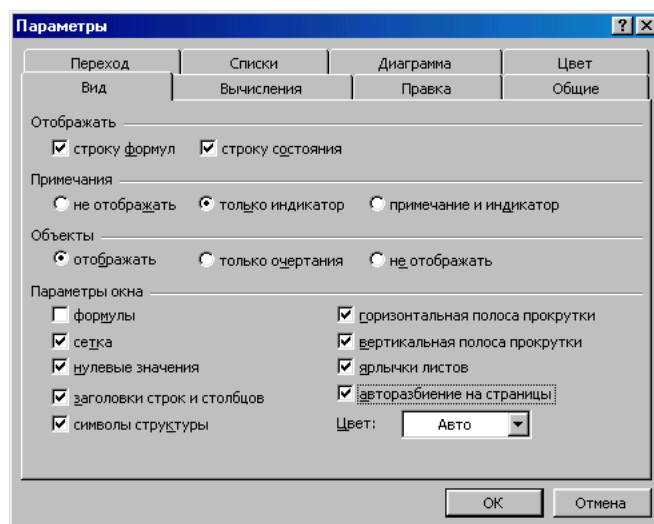 Параметры
Переход Списки Диаграмма Цвет
Вид Вычисления Правка Общие
Отображать
строку формул строку состояния
Примечания
не отображать только индикатор примечание и индикатор
Объекты
отображать только очертания не отображать
Параметры окна
формулы горизонтальная полоса прокрутки
сетка вертикальная полоса прокрутки
нулевые значения ярлычки листов
заголовки строк и столбцов авторазбиение на страницы
символы структуры Цвет: Авто
ОК Отмена